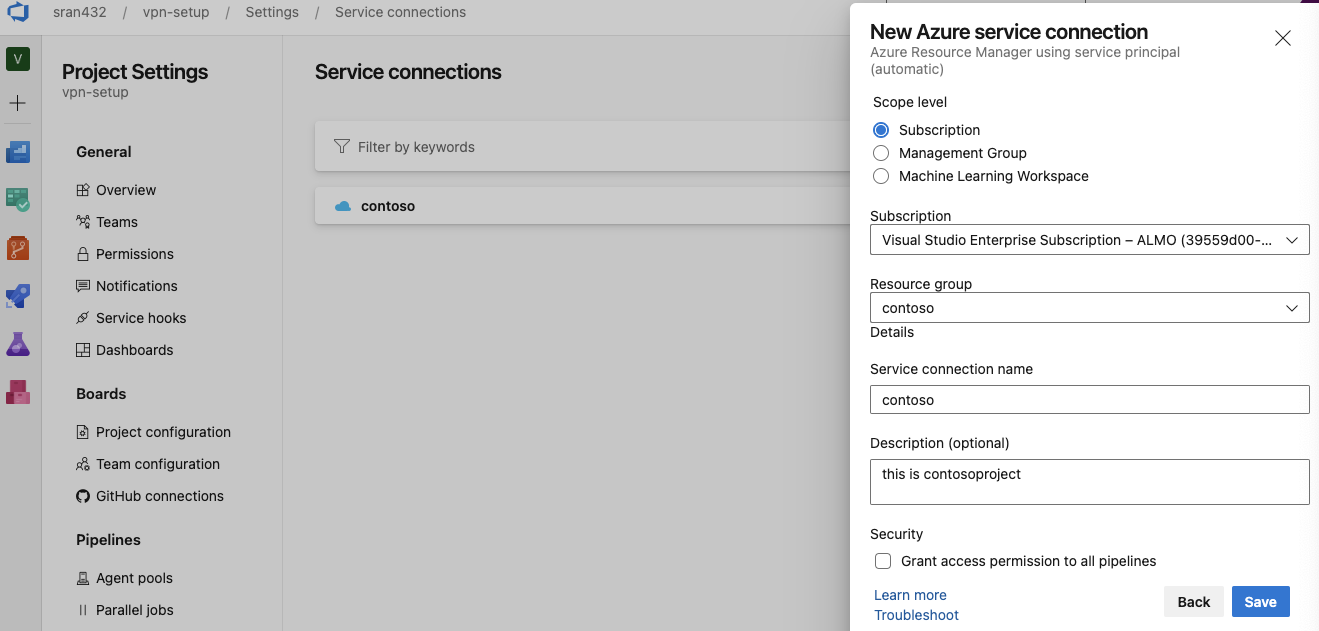 sran432 / vpn-setup / Settings / Service connections
V
Project Settings
vpn-setup
General
Overview
Teams
Permissions
Notifications
Service hooks
Dashboards
Boards
Project configuration
Team configuration
GitHub connections
Pipelines
Agent pools
Parallel jobs
Service connections
Filter by keywords
contoso
New Azure service connection
Azure Resource Manager using service principal
(automatic)
Scope level
Subscription
Management Group
Machine Learning Workspace
Subscription
Visual Studio Enterprise Subscription – ALMO (39559d00-...
Resource group
contoso
Details
Service connection name
contoso
Description (optional)
this is contosoproject
Security
Grant access permission to all pipelines
Learn more
Troubleshoot
Back
Save